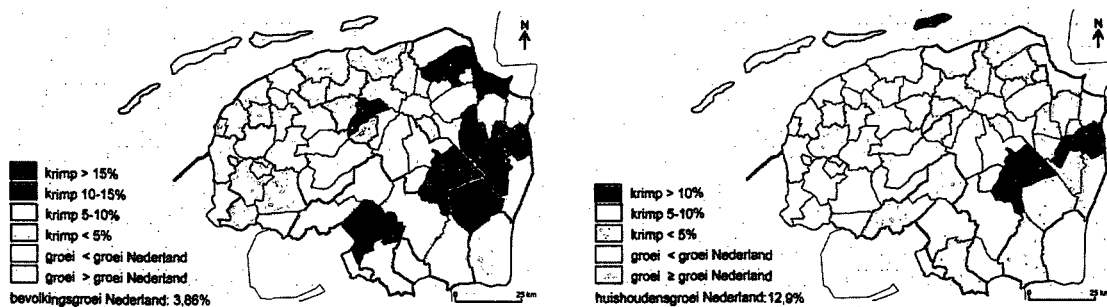 N
krimp > 15%
krimp 10-15%
krimp 5-10%
krimp < 5%
groei < groei Nederland
groei > groei Nederland
bevolkingsgroei Nederland: 3,86%
0 25 km
N
krimp > 10%
krimp 5-10%
krimp < 5%
groei < groei Nederland
groei ≥ groei Nederland
huishoudensgroei Nederland: 12,9%
0 25 km